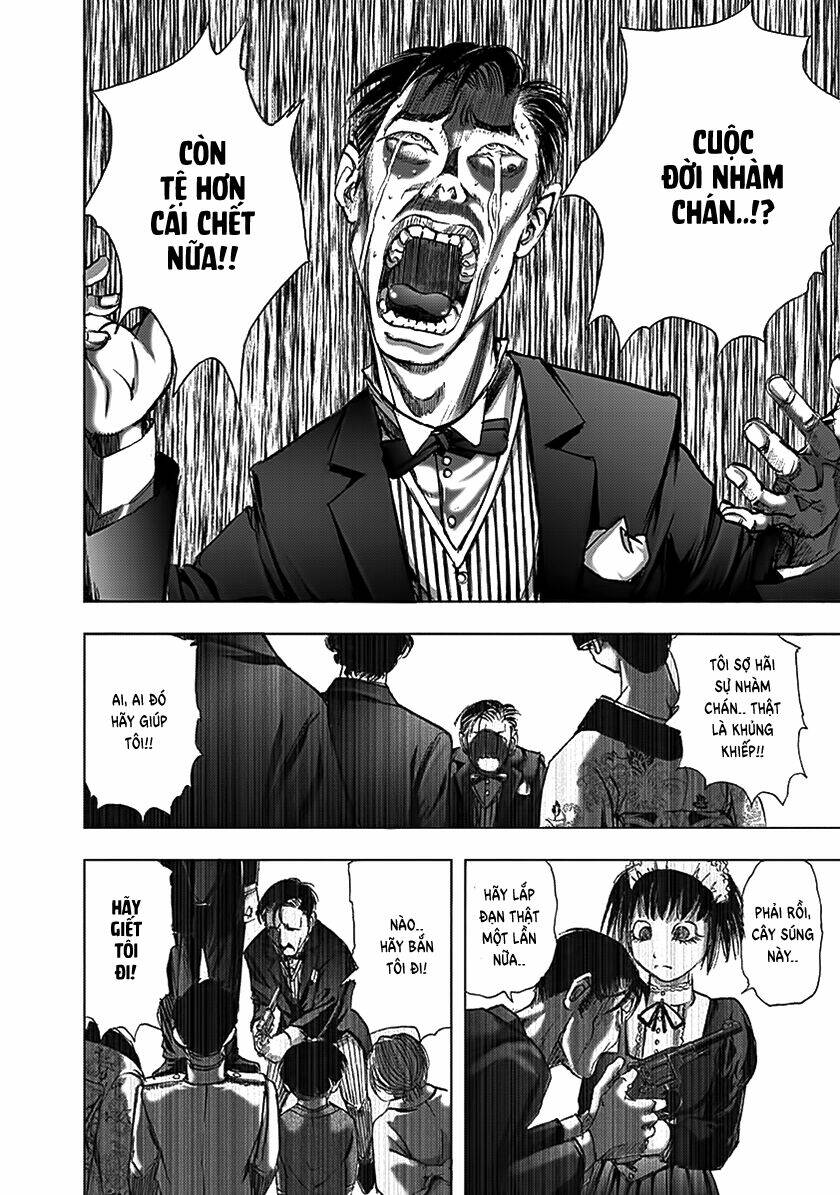 CUỘC
ĐỜI NHÀM
CHÁN..!?
CÒN
TỆ HƠN
CÁI CHẾT
NỮA!!
TÔI SỢ HÃI
SỰ NHÀM
CHÁN.. THẬT
LÀ KHỦNG
KHIẾP!!
AI, AI ĐÓ
HÃY GIÚP
TÔI!!
PHẢI RỒI,
CÂY SÚNG
NÀY..
HÃY LẮP
ĐẠN THẬT
MỘT LẦN
NỮA..
NÀO..
HÃY BẮN
TÔI ĐI!
HÃY
GIẾT
TÔI
ĐI!